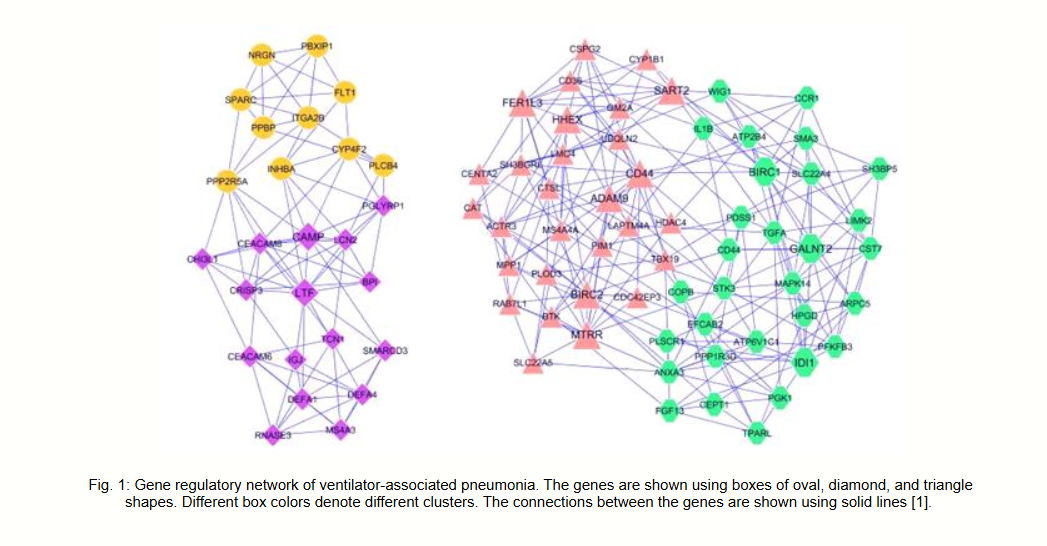 NRGN
PBXIP1
SPARC
FLT1
PPBP
ITGA2B
CYP4F2
INHBA
PLCB4
PPP2R5A
PGLYRP1
CEACAM8
CAMP
LCN2
CHI3L1
CRISP3
LTF
BPI
TCN1
CEACAM6
IGJ
SMARCD3
DEFA1
DEFA4
RNASE3
MS4A3
CSPG2
CYP1B1
CD36
SART2
FER1L3
GM2A
HHEX
UBQLN2
LMO4
SH3BGRL
CENTA2
CTSL
CD44
ADAM9
CAT
ACTR3
MS4A4A
LAPTM4A
HDAC4
PIM1
TBX19
MPP1
PLOD3
BIRC2
CDC42EP3
RAB7L1
BTK
MTRR
SLC22A5
WIG1
CCR1
IL1B
ATP2B4
SMA3
BIRC1
SLC22A4
SH3BP5
PDSS1
LIMK2
TGFA
CD44
GALNT2
CST7
COPB
STK3
MAPK14
ARPC5
HPGD
EFCAB2
PLSCR1
ATP6V1C1
PFKFB3
PPP1R3D
IDI1
ANXA3
FGF13
CEPT1
PGK1
TPARL
Fig. 1: Gene regulatory network of ventilator-associated pneumonia. The genes are shown using boxes of oval, diamond, and triangle
shapes. Different box colors denote different clusters. The connections between the genes are shown using solid lines [1].